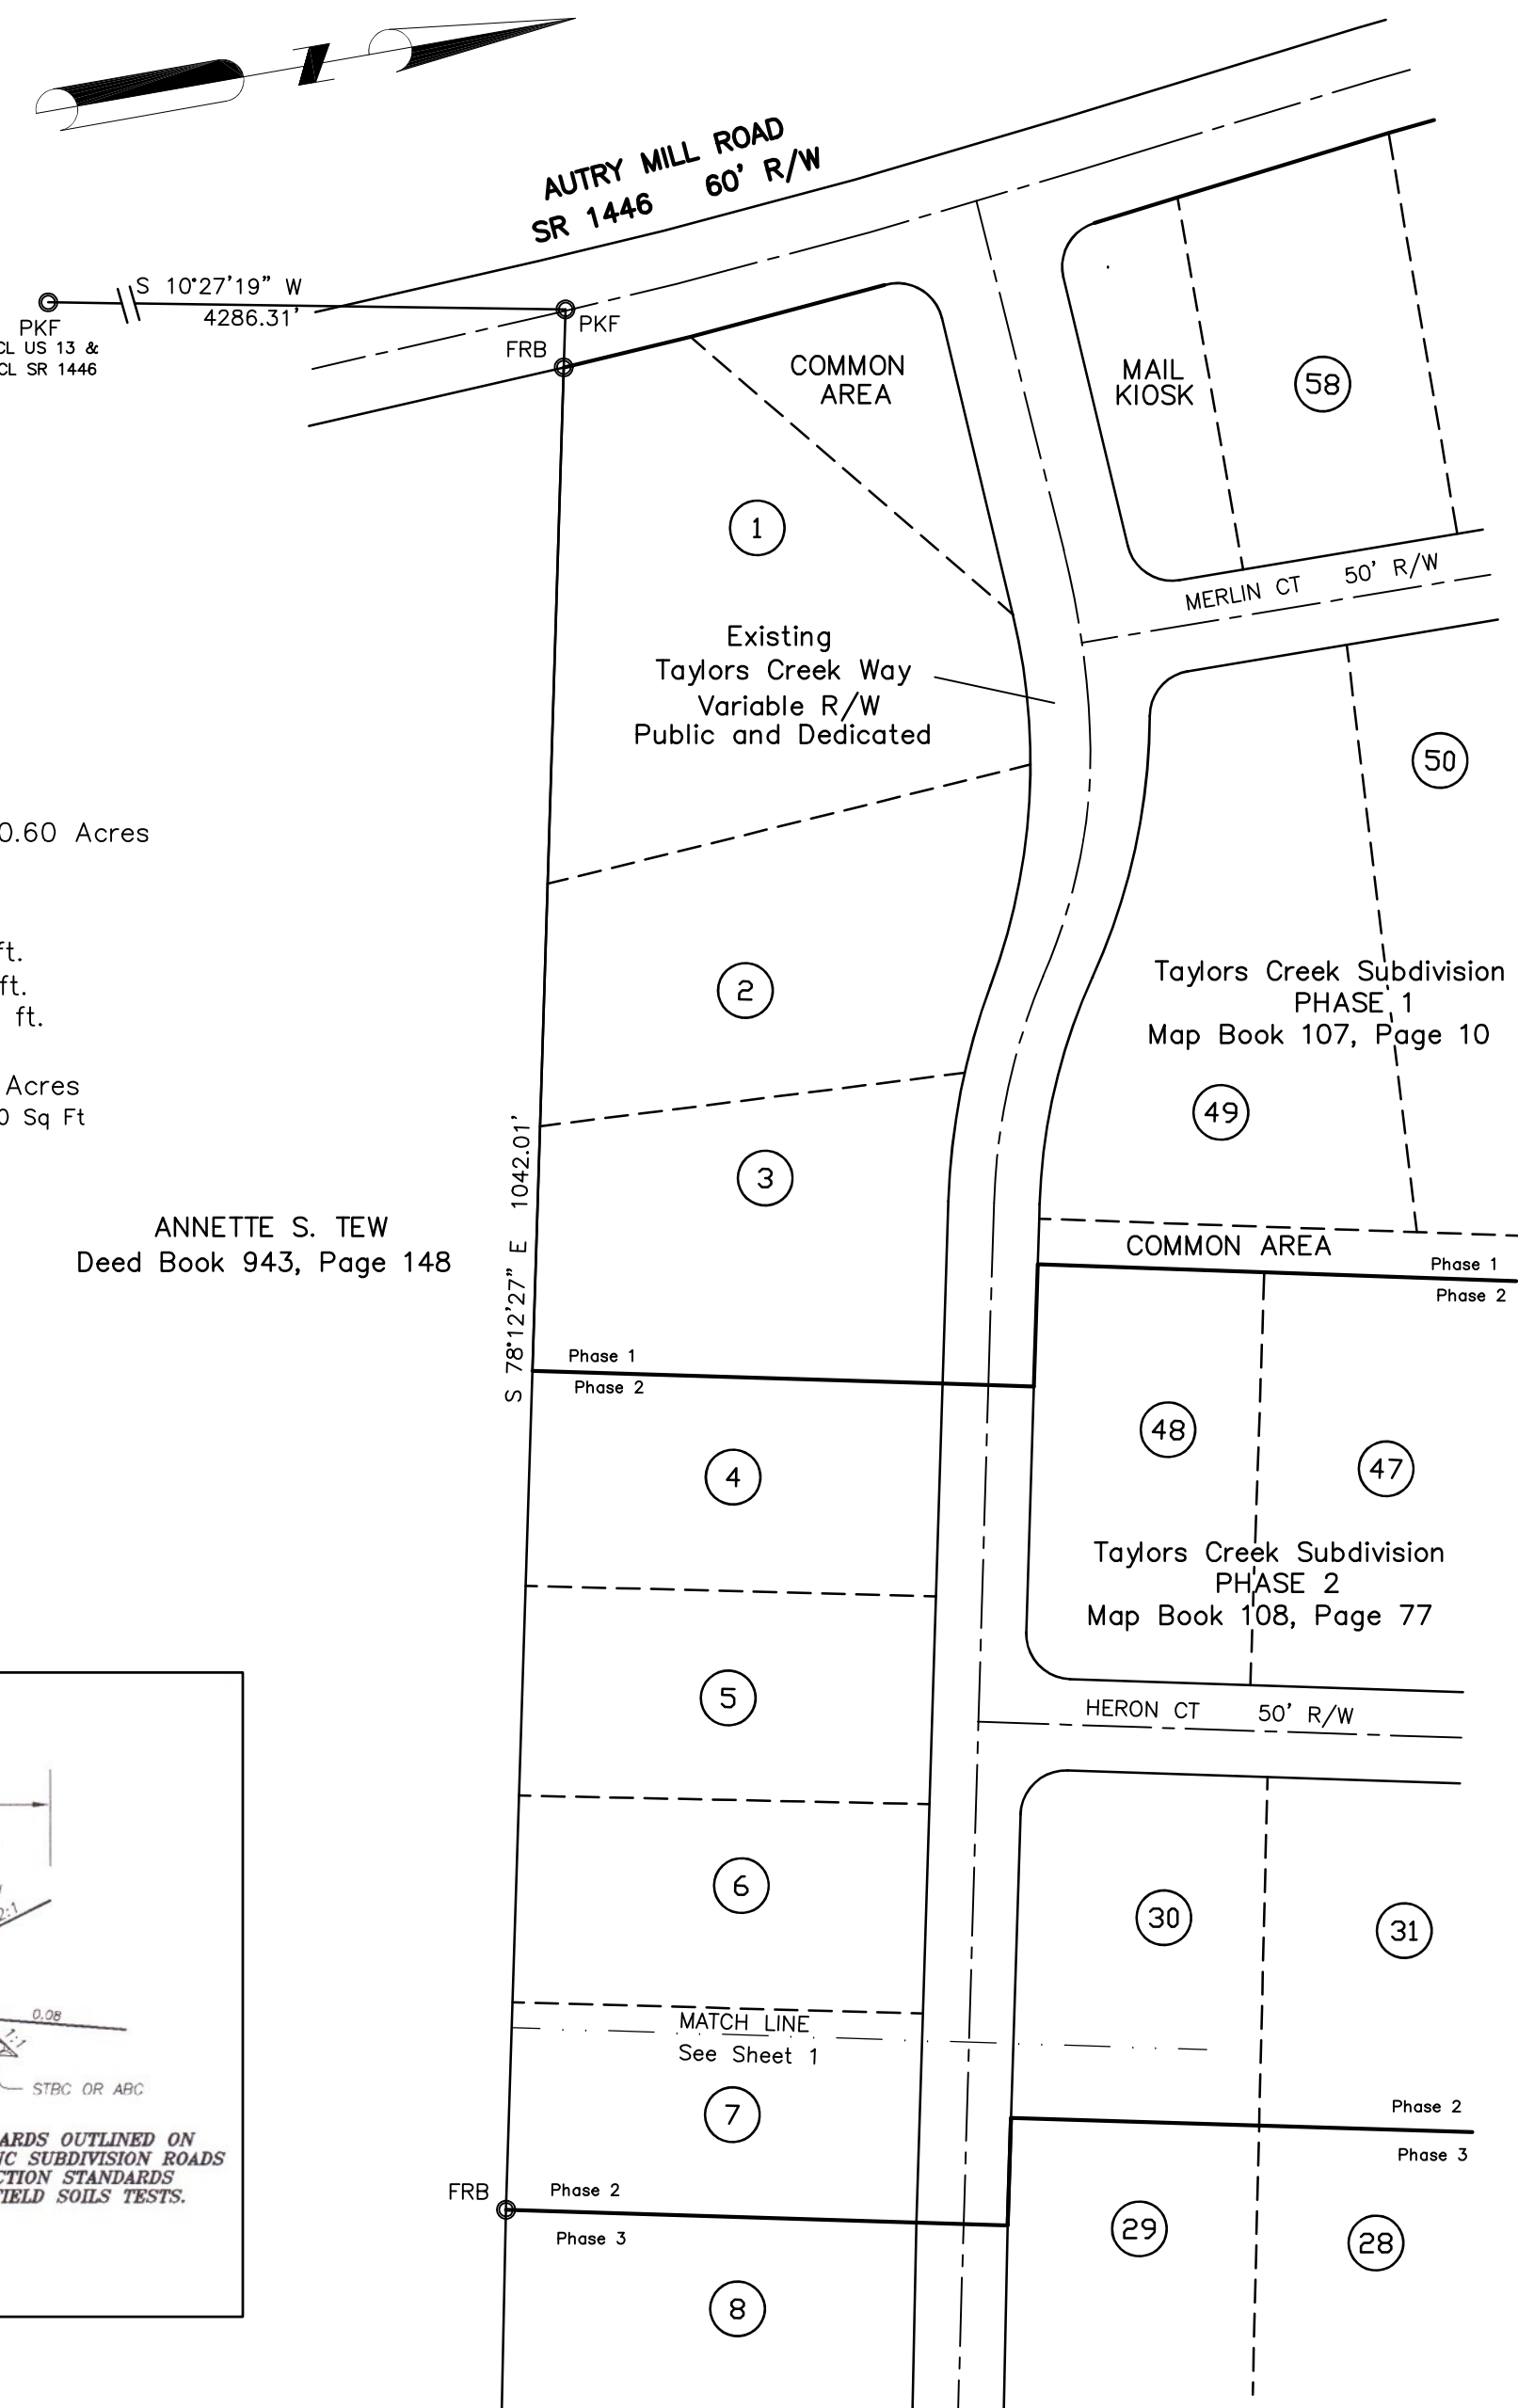 AUTRY MILL ROAD
SR 1446 60' R/W
S 10°27'19" W
4286.31'
PKF
CL US 13 &
CL SR 1446
PKF
FRB
COMMON
AREA
MAIL
KIOSK
58
1
MERLIN CT 50' R/W
Existing
Taylors Creek Way
Variable R/W
Public and Dedicated
50
0.60 Acres
ft.
ft.
ft.
Acres
0 Sq Ft
2
Taylors Creek Subdivision
PHASE 1
Map Book 107, Page 10
49
3
S 78°12'27" E 1042.01'
ANNETTE S. TEW
Deed Book 943, Page 148
COMMON AREA
Phase 1
Phase 2
Phase 1
Phase 2
4
48
47
Taylors Creek Subdivision
PHASE 2
Map Book 108, Page 77
5
HERON CT 50' R/W
6
30
31
2:1
0.08
1:1
STBC OR ABC
ARDS OUTLINED ON
NC SUBDIVISION ROADS
CTION STANDARDS
FIELD SOILS TESTS.
MATCH LINE
See Sheet 1
7
Phase 2
Phase 3
FRB
Phase 2
Phase 3
29
28
8